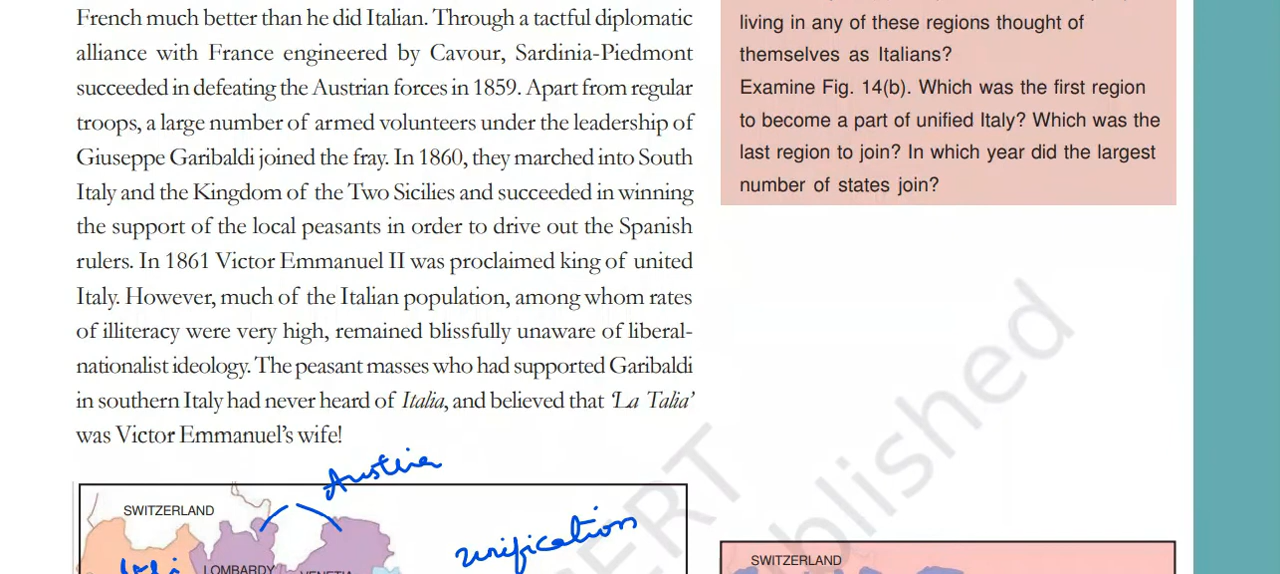 French much better than he did Italian. Through a tactful diplomatic
alliance with France engineered by Cavour, Sardinia-Piedmont
succeeded in defeating the Austrian forces in 1859. Apart from regular
troops, a large number of armed volunteers under the leadership of
Giuseppe Garibaldi joined the fray. In 1860, they marched into South
Italy and the Kingdom of the Two Sicilies and succeeded in winning
the support of the local peasants in order to drive out the Spanish
rulers. In 1861 Victor Emmanuel II was proclaimed king of united
Italy. However, much of the Italian population, among whom rates
of illiteracy were very high, remained blissfully unaware of liberal-
nationalist ideology. The peasant masses who had supported Garibaldi
in southern Italy had never heard of Italia, and believed that ‘La Talia’
was Victor Emmanuel’s wife!
living in any of these regions thought of
themselves as Italians?
Examine Fig. 14(b). Which was the first region
to become a part of unified Italy? Which was the
last region to join? In which year did the largest
number of states join?
Austria
SWITZERLAND
unification
LOMBARDY
VENETIA
SWITZERLAND